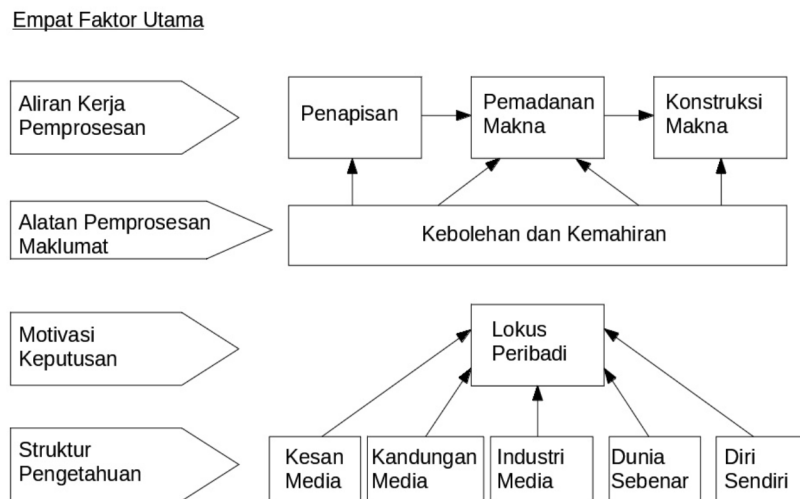 Empat Faktor Utama
Aliran Kerja
Pemprosesan
Penapisan
Pemadanan
Makna
Konstruksi
Makna
Alatan Pemprosesan
Maklumat
Kebolehan dan Kemahiran
Motivasi
Keputusan
Lokus
Peribadi
Struktur
Pengetahuan
Kesan
Media
Kandungan
Media
Industri
Media
Dunia
Sebenar
Diri
Sendiri